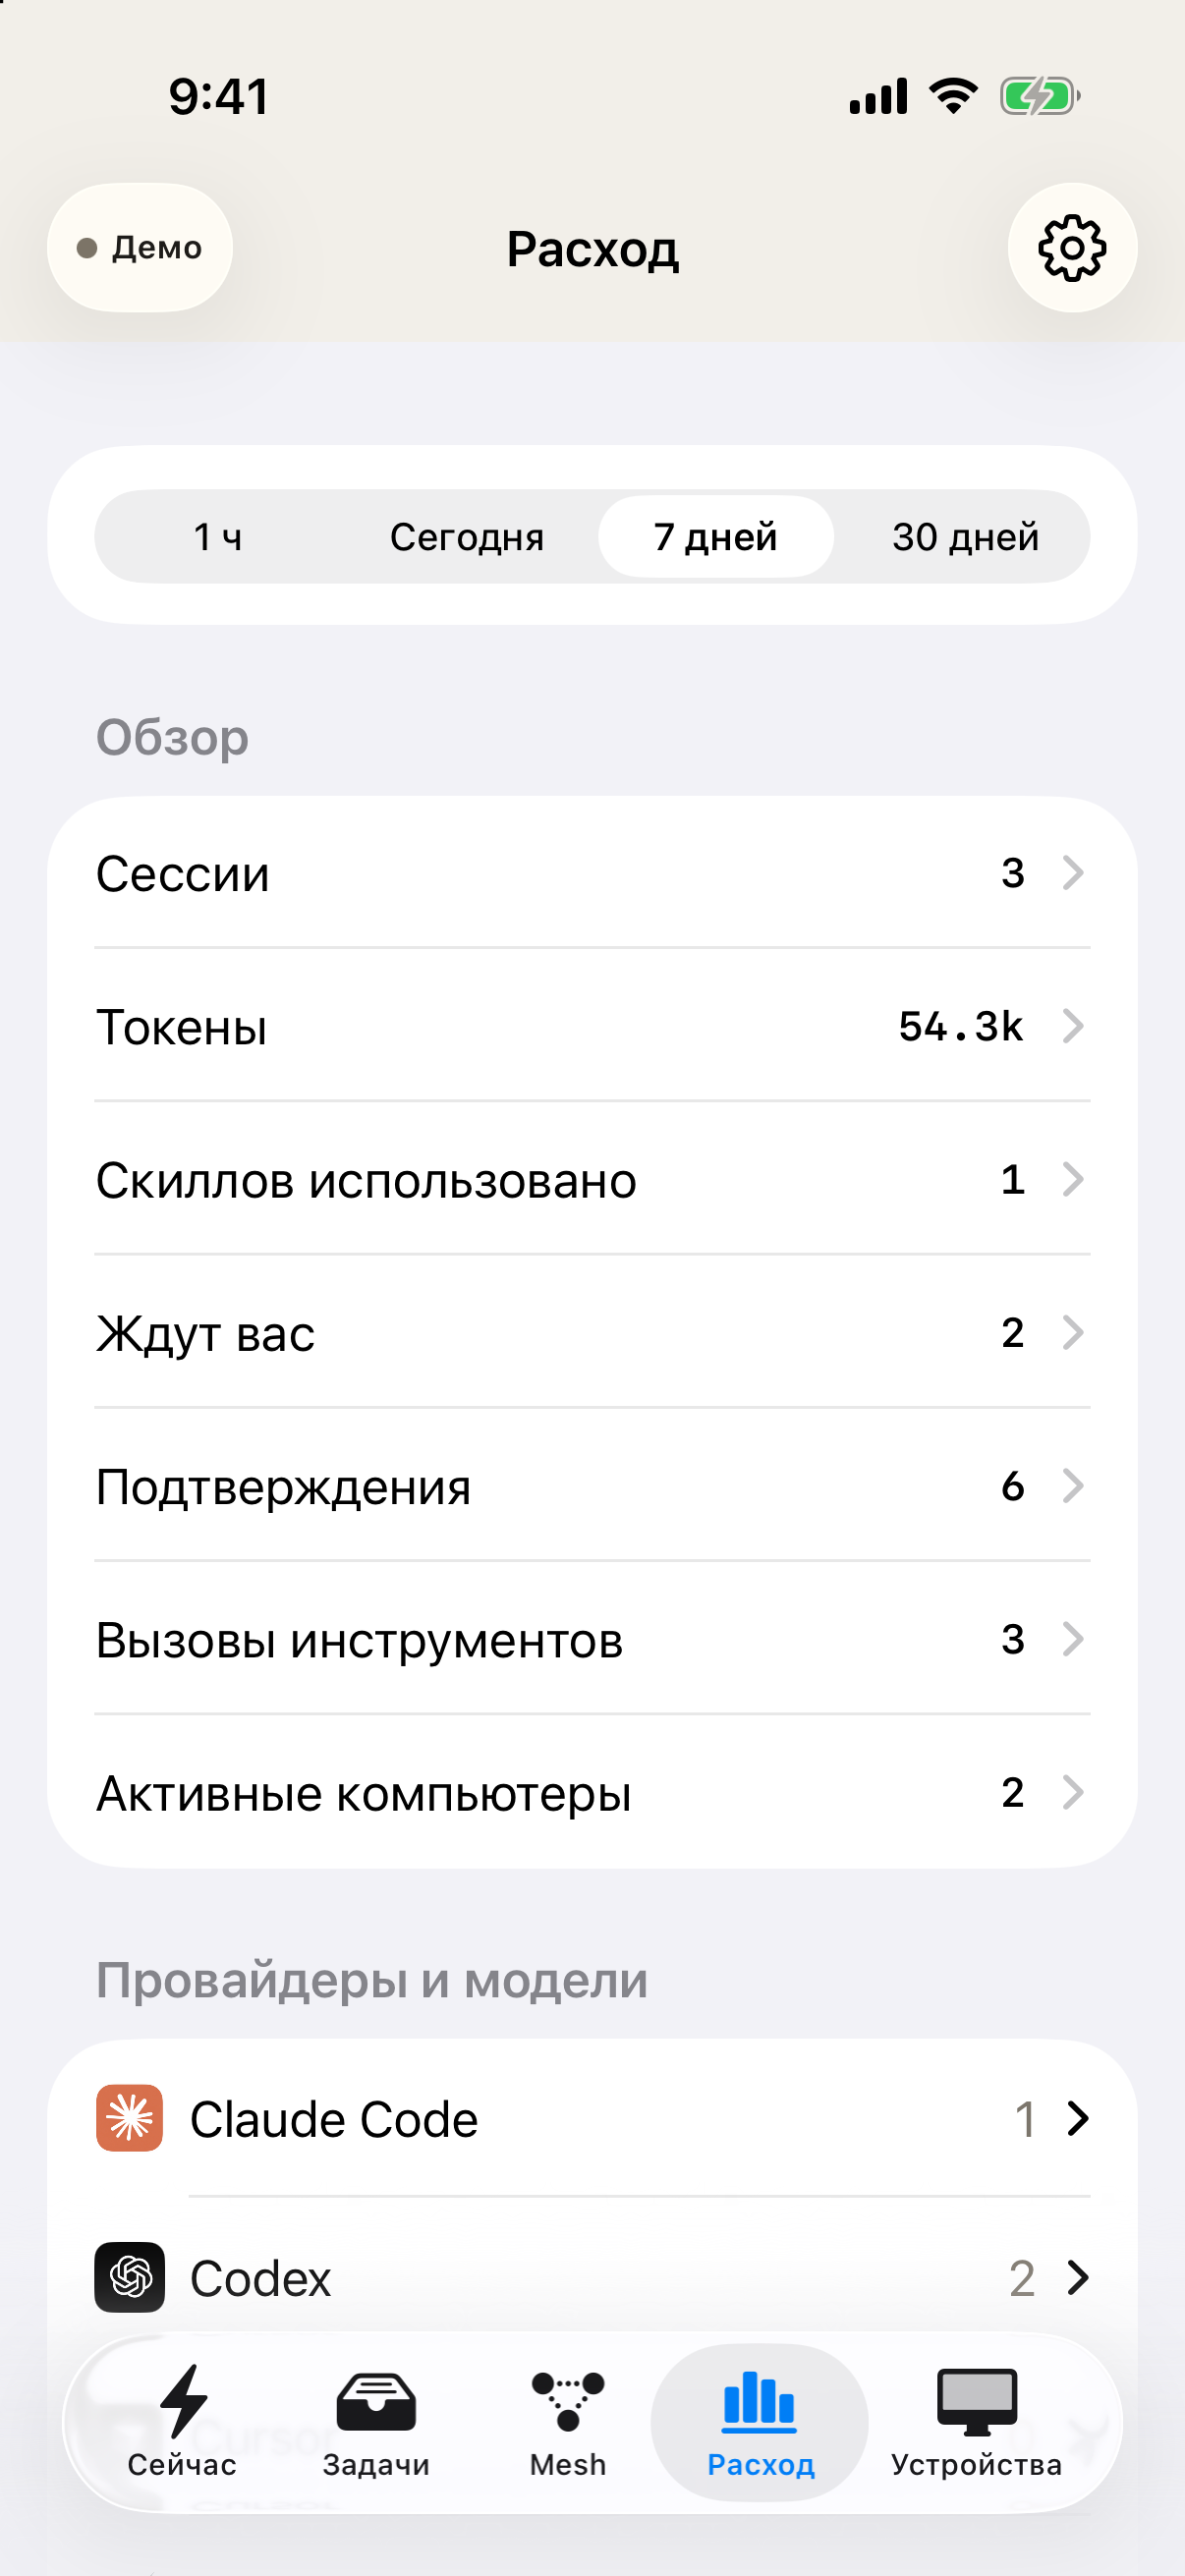 9:41
Демо
Расход
1 ч
Сегодня
7 дней
30 дней
Обзор
Сессии 3
Токены 54.3k
Скиллов использовано 1
Ждут вас 2
Подтверждения 6
Вызовы инструментов 3
Активные компьютеры 2
Провайдеры и модели
Claude Code 1
Codex 2
Cursor
Сейчас
Задачи
Mesh
Расход
Устройства